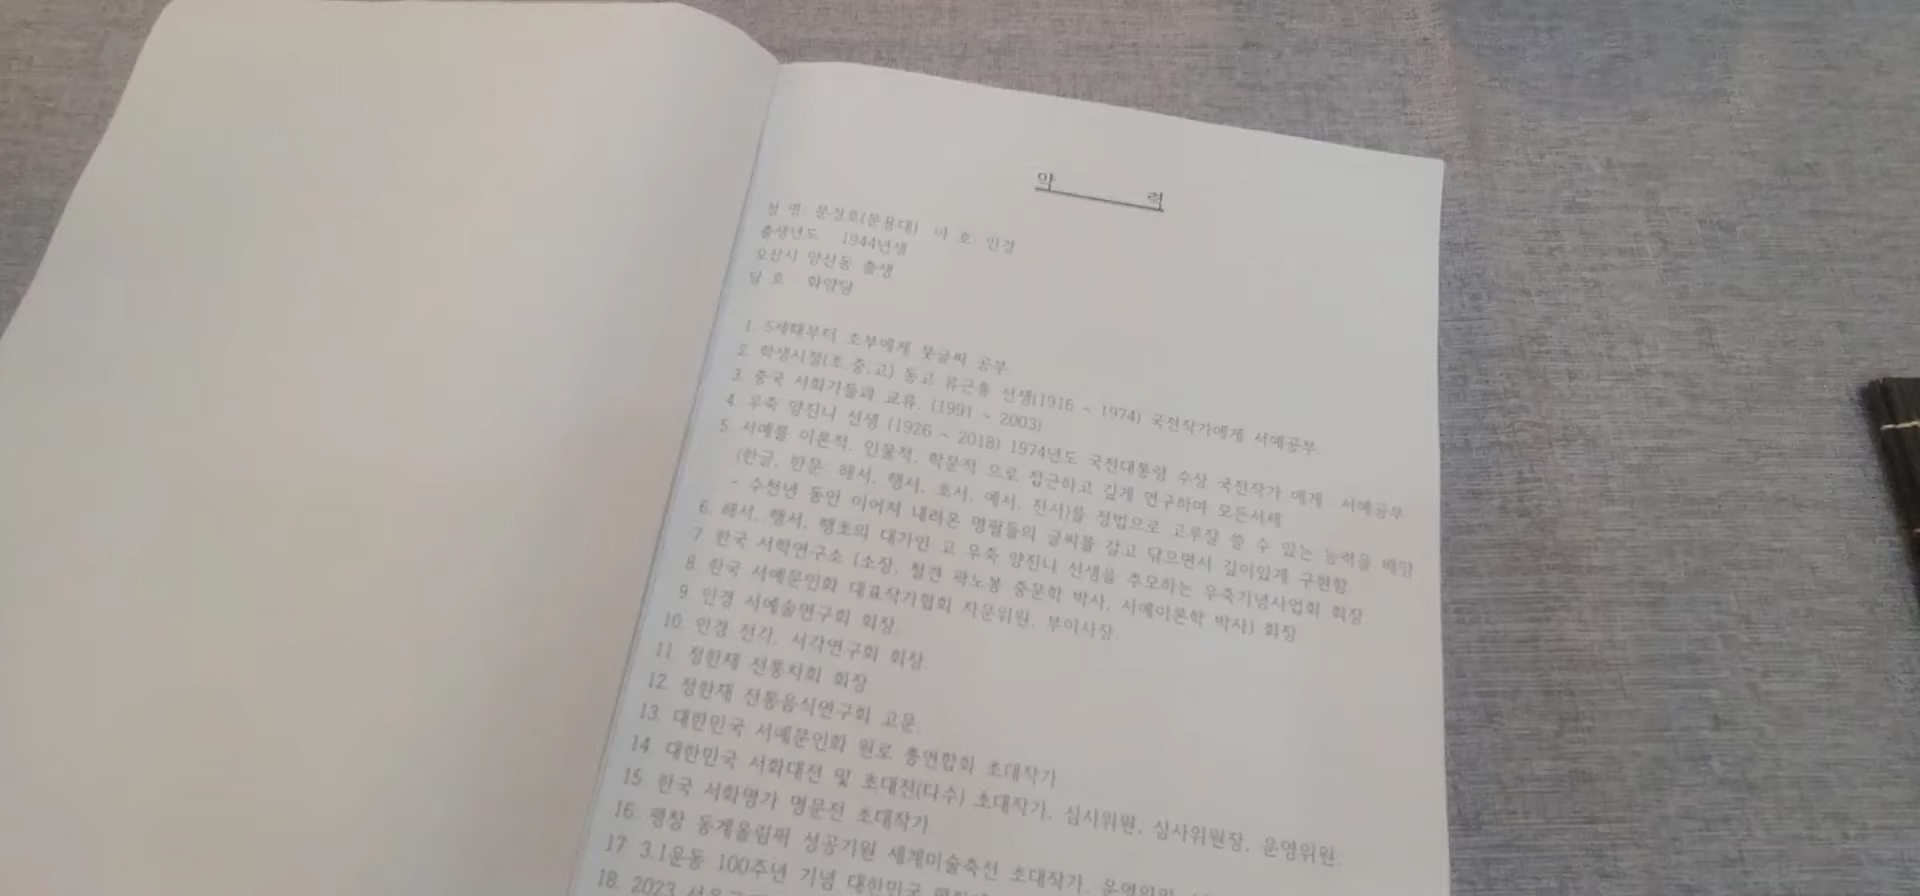 약 력
성 명: 문경호(문용대) 아 호: 인경
출생년도 1944년생
오산시 양산동 출생
당 호 화양당
1. 5세때부터 조부에게 붓글씨 공부
2. 학생시절(초.중.고) 동고 류근홀 선생(1916 ~ 1974) 국전작가에게 서예공부
3. 중국 서화가들과 교류. (1991 ~ 2003)
4. 우죽 양진니 선생 (1926 ~ 2018) 1974년도 국전대통령 수상 국전작가 에게 서예공부
5. 서예를 이론적, 인물적, 학문적 으로 접근하고 깊게 연구하며 모든서체
(한글, 한문 해서, 행서, 초서, 예서, 전서)를 정법으로 고루잘 쓸 수 있는 능력을 배양
- 수천년 동안 이어져 내려온 명필들의 글씨를 갈고 닦으면서 깊이있게 구현함.
6. 해서, 행서, 행초의 대가인 고 우죽 양진니 선생을 추모하는 우죽기념사업회 회장
7. 한국 서학연구소 (소장, 철견 곽노봉 중문학 박사, 서예이론학 박사) 회장
8. 한국 서예문인화 대표작가협회 자문위원, 부이사장.
9. 인경 서예술연구회 회장.
10. 인경 전각, 서각연구회 회장
11. 정한재 전통차회 회장
12. 정한재 전통음식연구회 고문.
13. 대한민국 서예문인화 원로 총연합회 초대작가
14. 대한민국 서화대전 및 초대전(다수) 초대작가, 심사위원, 심사위원장, 운영위원.
15. 한국 서화명가 명문전 초대작가
16. 평창 동계올림픽 성공기원 세계미술축전 초대작가, 운영위원
17. 3.1운동 100주년 기념 대한민국
18. 2023 서울